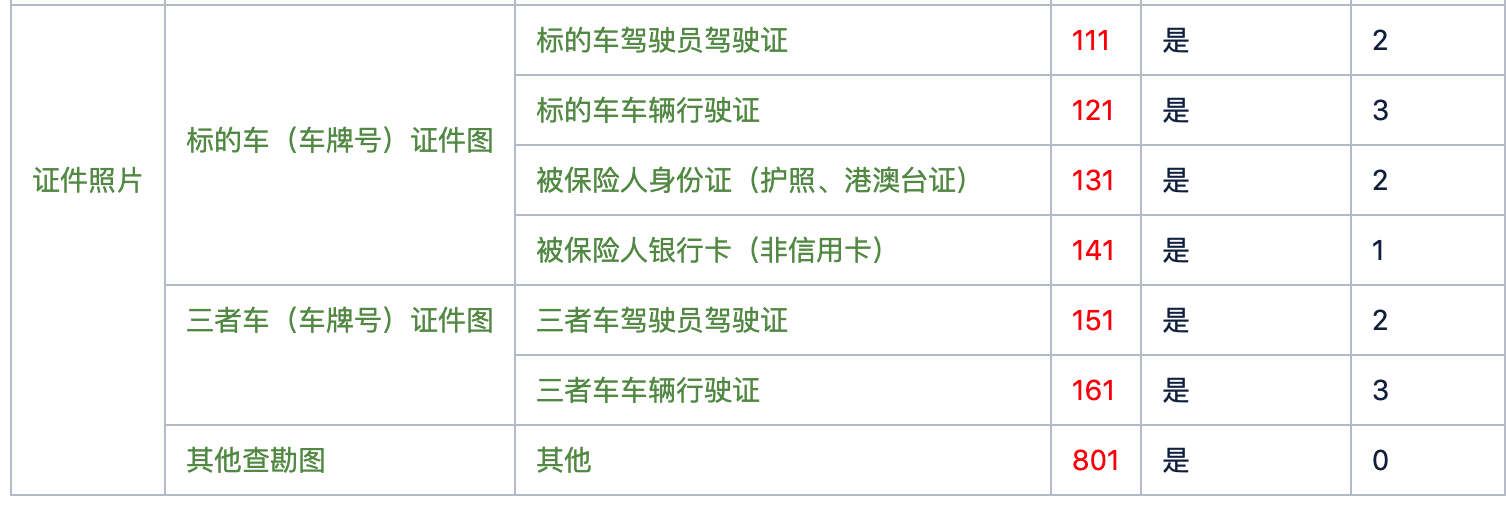 证件照片
标的车（车牌号）证件图
标的车驾驶员驾驶证 111 是 2
标的车车辆行驶证 121 是 3
被保险人身份证（护照、港澳台证） 131 是 2
被保险人银行卡（非信用卡） 141 是 1
三者车（车牌号）证件图
三者车驾驶员驾驶证 151 是 2
三者车车辆行驶证 161 是 3
其他查勘图
其他 801 是 0